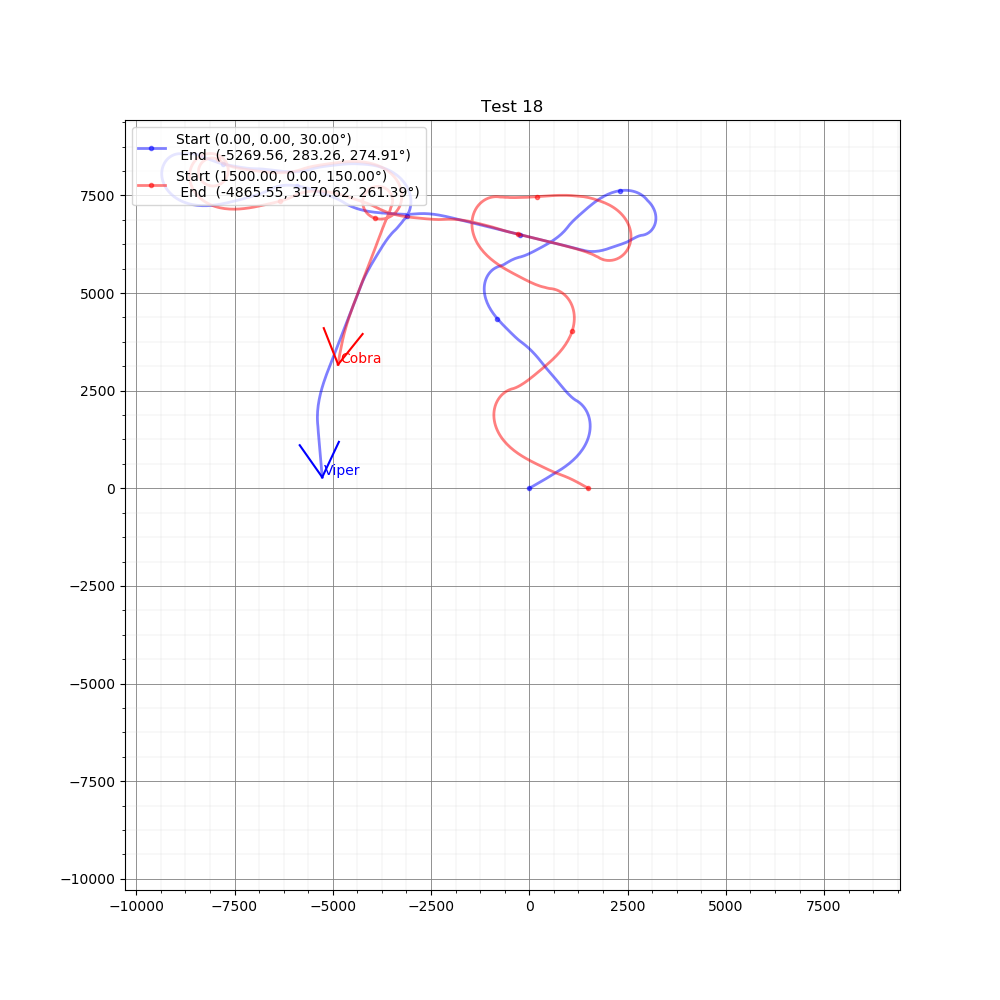 Test 18
Start (0.00, 0.00, 30.00°)
End (-5269.56, 283.26, 274.91°)
Start (1500.00, 0.00, 150.00°)
End (-4865.55, 3170.62, 261.39°)
7500
5000
2500
0
−2500
−5000
−7500
−10000
Cobra
Viper
−10000 −7500 −5000 −2500 0 2500 5000 7500